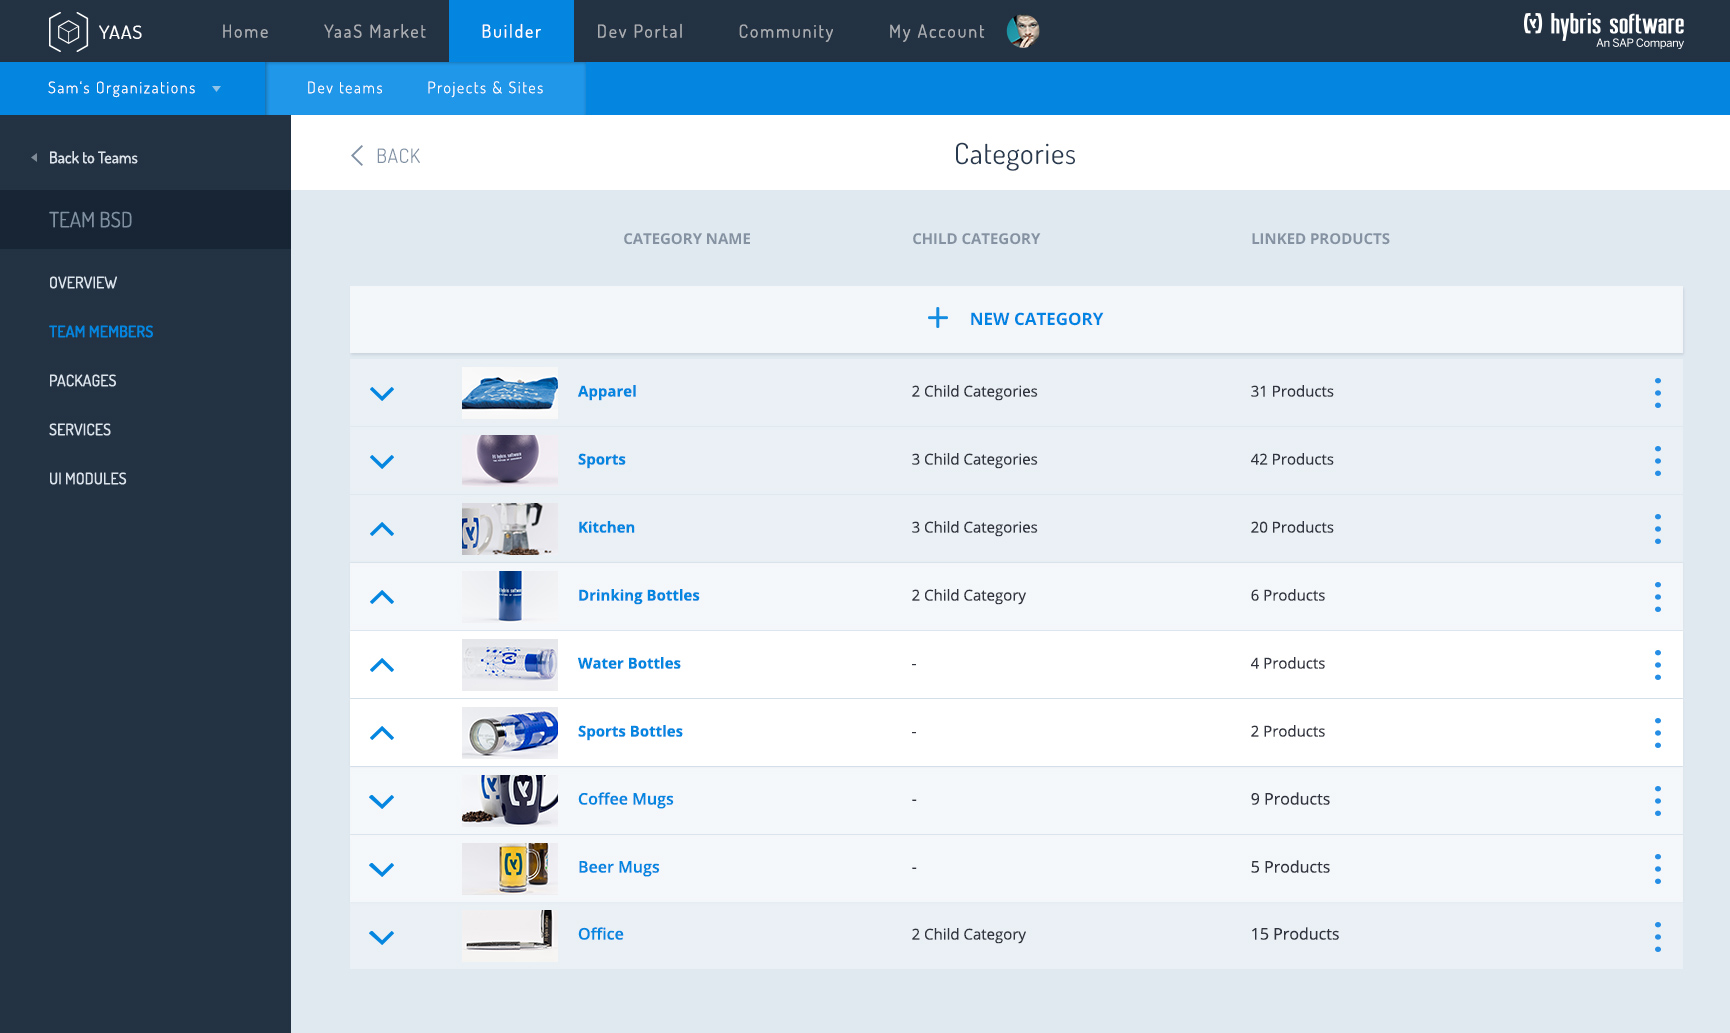 YAAS
Home
YaaS Market
Builder
Dev Portal
Community
My Account
hybris software
An SAP Company
Sam's Organizations
Dev teams
Projects & Sites
Back to Teams
BACK
Categories
TEAM BSD
OVERVIEW
TEAM MEMBERS
PACKAGES
SERVICES
UI MODULES
CATEGORY NAME
CHILD CATEGORY
LINKED PRODUCTS
NEW CATEGORY
Apparel
2 Child Categories
31 Products
hybris software
Sports
3 Child Categories
42 Products
Kitchen
3 Child Categories
20 Products
Drinking Bottles
2 Child Category
6 Products
Water Bottles
-
4 Products
Sports Bottles
-
2 Products
Coffee Mugs
-
9 Products
Beer Mugs
-
5 Products
Office
2 Child Category
15 Products